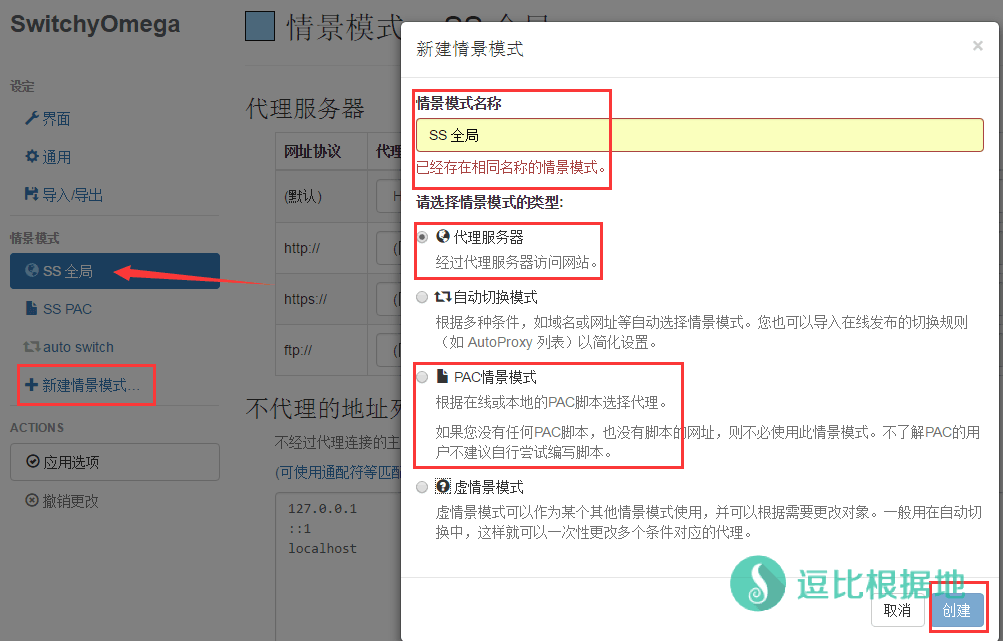 SwitchyOmega
设定
界面
通用
导入/导出
情景模式
SS 全局
SS PAC
auto switch
新建情景模式...
ACTIONS
应用选项
撤销更改
情景模式
代理服务器
网址协议 代理
(默认)
http://
https://
ftp://
不代理的地址列
不经过代理连接的主
(可使用通配符等匹配
127.0.0.1
::1
localhost
新建情景模式
×
情景模式名称
SS 全局
已经存在相同名称的情景模式。
请选择情景模式的类型:
代理服务器
经过代理服务器访问网站。
自动切换模式
根据多种条件，如域名或网址等自动选择情景模式。您也可以导入在线发布的切换规则
（如 AutoProxy 列表）以简化设置。
PAC情景模式
根据在线或本地的PAC脚本选择代理。
如果您没有任何PAC脚本，也没有脚本的网址，则不必使用此情景模式。不了解PAC的用
户不建议自行尝试编写脚本。
虚情景模式
虚情景模式可以作为某个其他情景模式使用，并可以根据需要更改对象。一般用在自动切
换中，这样就可以一次性更改多个条件对应的代理。
逗比根据地
取消
创建